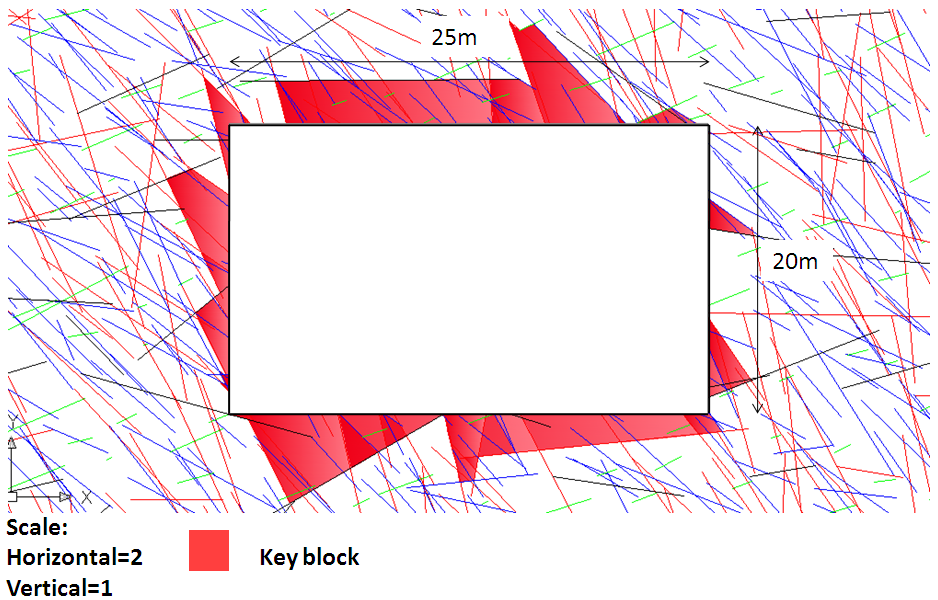 25m
20m
Y
X
Scale:
Horizontal=2
Key block
Vertical=1